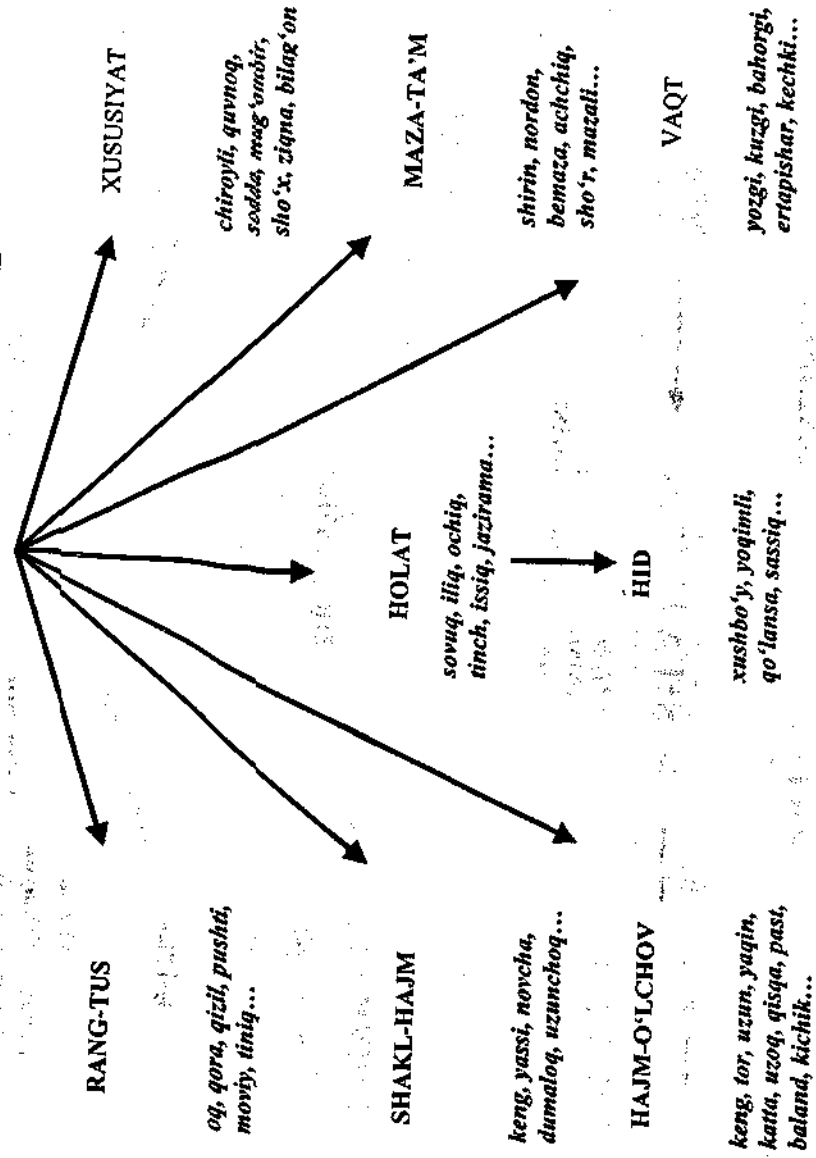 RANG-TUS
oq, qora, qizil, pushti,
moviy, tiniq...
SHAKL-HAJM
keng, yassi, novcha,
dumaloq, uzunchoq...
HAJM-O‘LCHOV
keng, tor, uzun, yaqin,
katta, uzoq, qisqa, past,
baland, kichik...
HOLAT
sovuq, iliq, ochiq,
tinch, issiq, jazirama...
HID
xushbo‘y, yoqimli,
qo‘lansa, sassiq...
XUSUSIYAT
chiroyli, quvnoq,
sodda, mug‘ombir,
sho‘x, ziqna, bilag‘on
MAZA-TA’M
shirin, nordon,
bemaza, achchiq,
sho‘r, mazali...
VAQT
yozgi, kuzgi, bahorgi,
ertapishar, kechki...